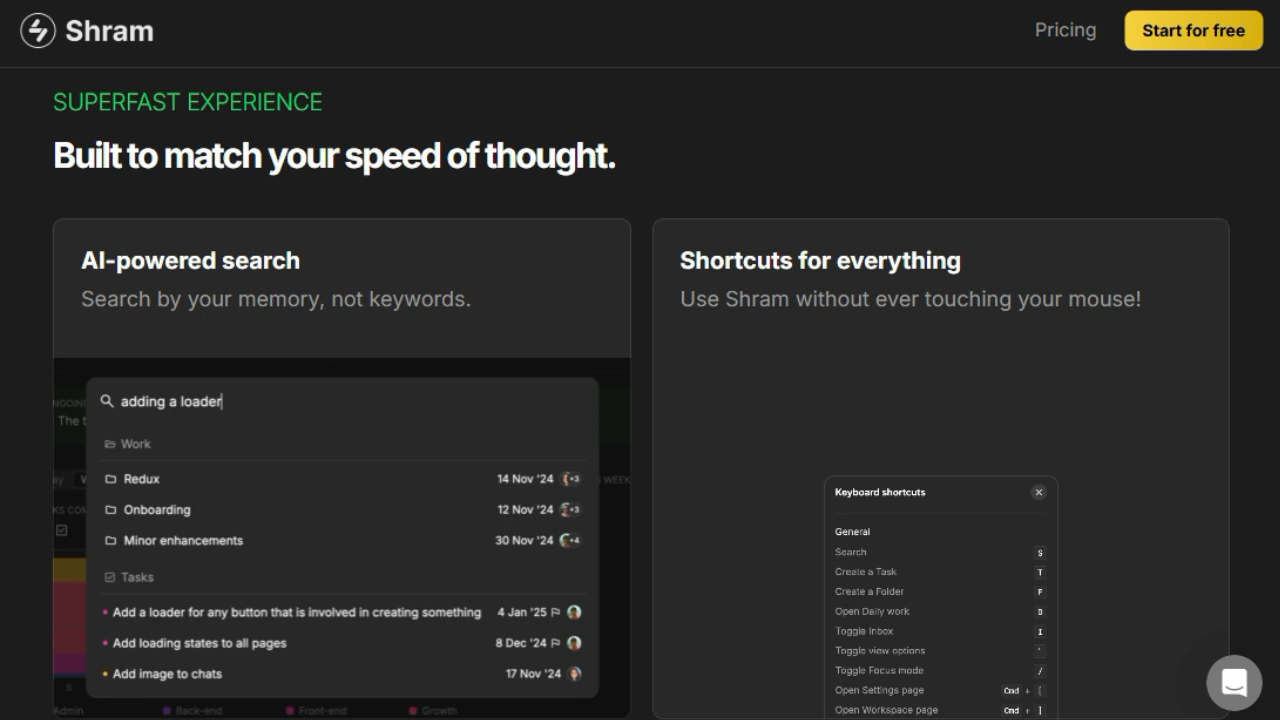 Shram
Pricing
Start for free
SUPERFAST EXPERIENCE
Built to match your speed of thought.
AI-powered search
Search by your memory, not keywords.
adding a loader
Work
Redux 14 Nov '24 +3
Onboarding 12 Nov '24 +3
Minor enhancements 30 Nov '24 +4
Tasks
Add a loader for any button that is involved in creating something 4 Jan '25
Add loading states to all pages 8 Dec '24
Add image to chats 17 Nov '24
The
WEEK
S
Admin Back-end Front-end Growth
Shortcuts for everything
Use Shram without ever touching your mouse!
Keyboard shortcuts
General
Search S
Create a Task T
Create a Folder F
Open Daily work D
Toggle Inbox I
Toggle view options '
Toggle Focus mode /
Open Settings page Cmd + [
Open Workspace page Cmd + ]